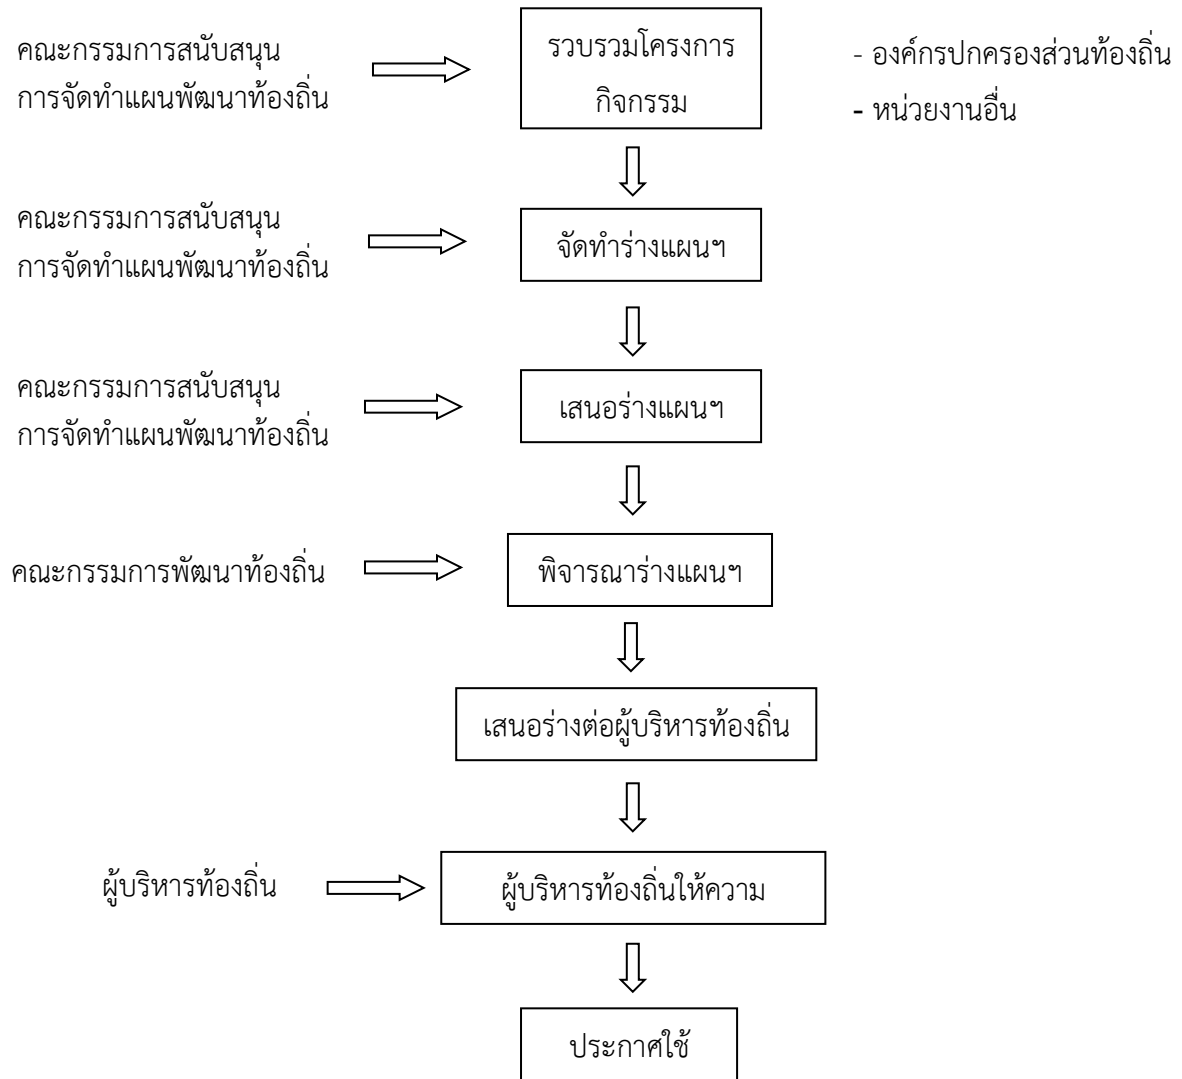 คณะกรรมการสนับสนุน
การจัดทำแผนพัฒนาท้องถิ่น
รวบรวมโครงการ
กิจกรรม
- องค์กรปกครองส่วนท้องถิ่น
- หน่วยงานอื่น
คณะกรรมการสนับสนุน
การจัดทำแผนพัฒนาท้องถิ่น
จัดทำร่างแผนฯ
คณะกรรมการสนับสนุน
การจัดทำแผนพัฒนาท้องถิ่น
เสนอร่างแผนฯ
คณะกรรมการพัฒนาท้องถิ่น
พิจารณาร่างแผนฯ
เสนอร่างต่อผู้บริหารท้องถิ่น
ผู้บริหารท้องถิ่น
ผู้บริหารท้องถิ่นให้ความ
ประกาศใช้